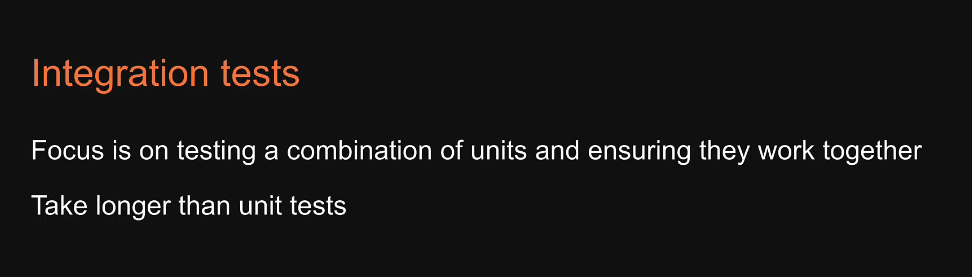 Integration tests
Focus is on testing a combination of units and ensuring they work together
Take longer than unit tests